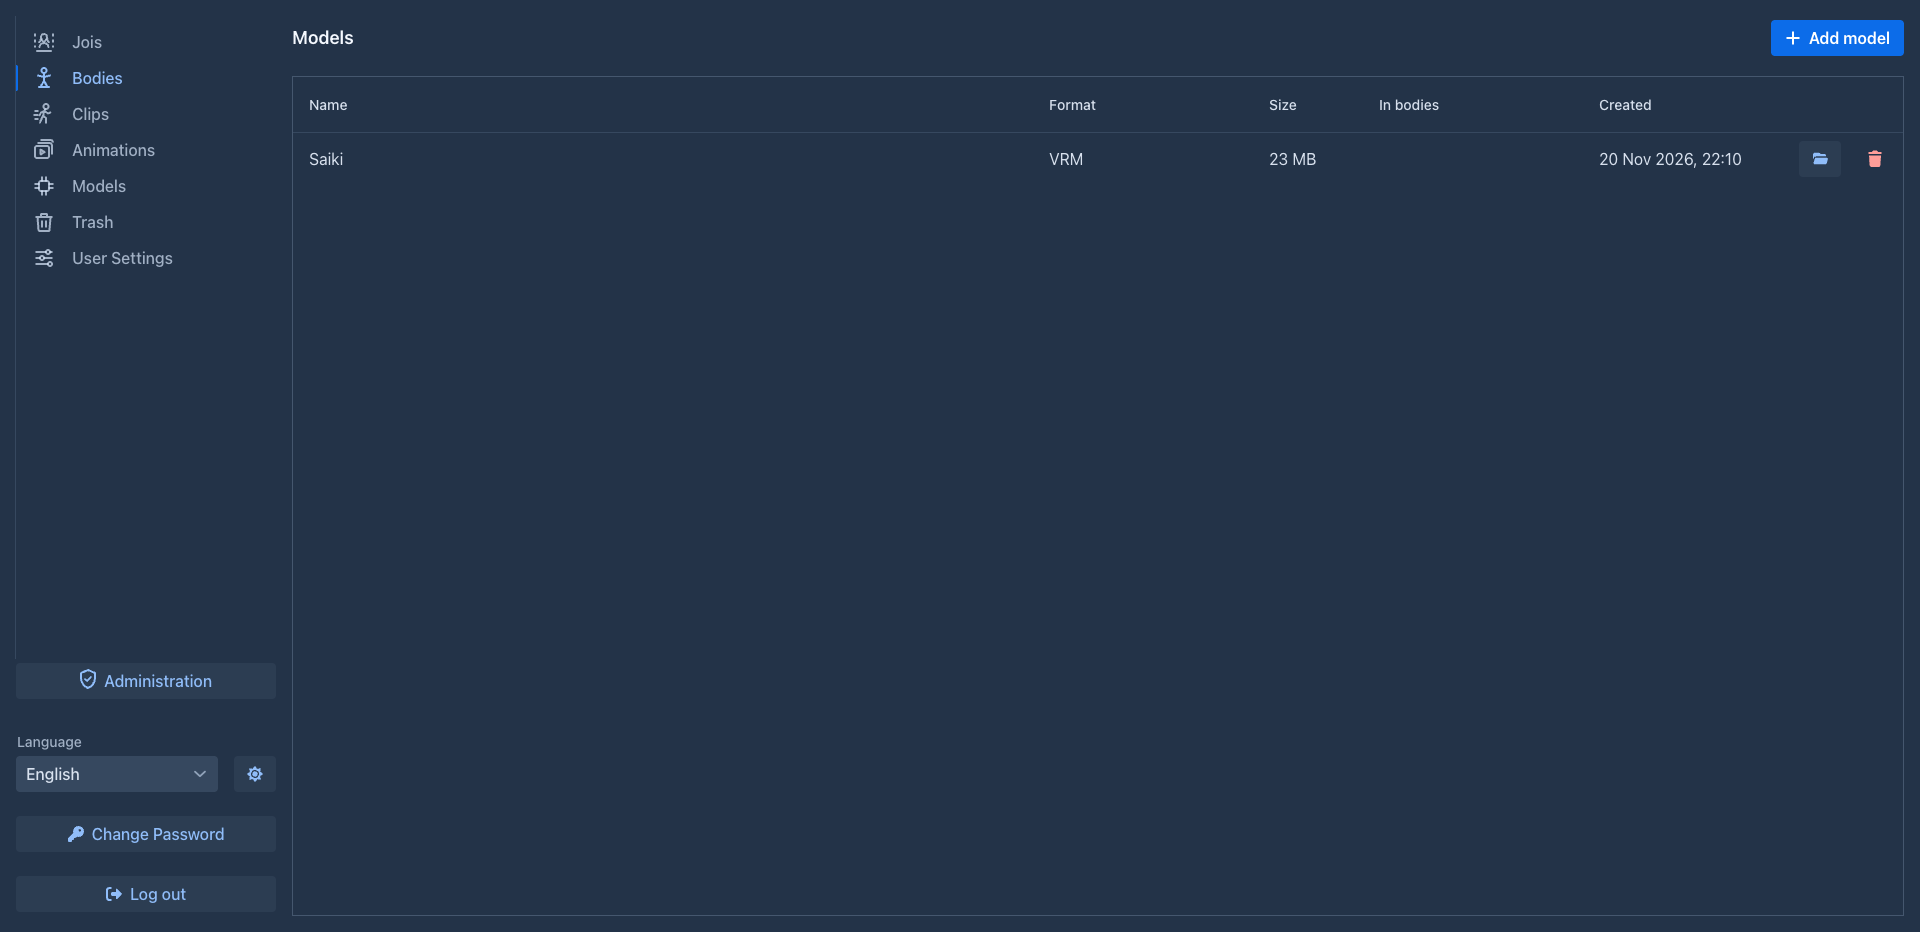 Jois
Bodies
Clips
Animations
Models
Trash
User Settings
Administration
Language
English
Change Password
Log out
Models
Add model
Name Format Size In bodies Created
Saiki VRM 23 MB 20 Nov 2026, 22:10